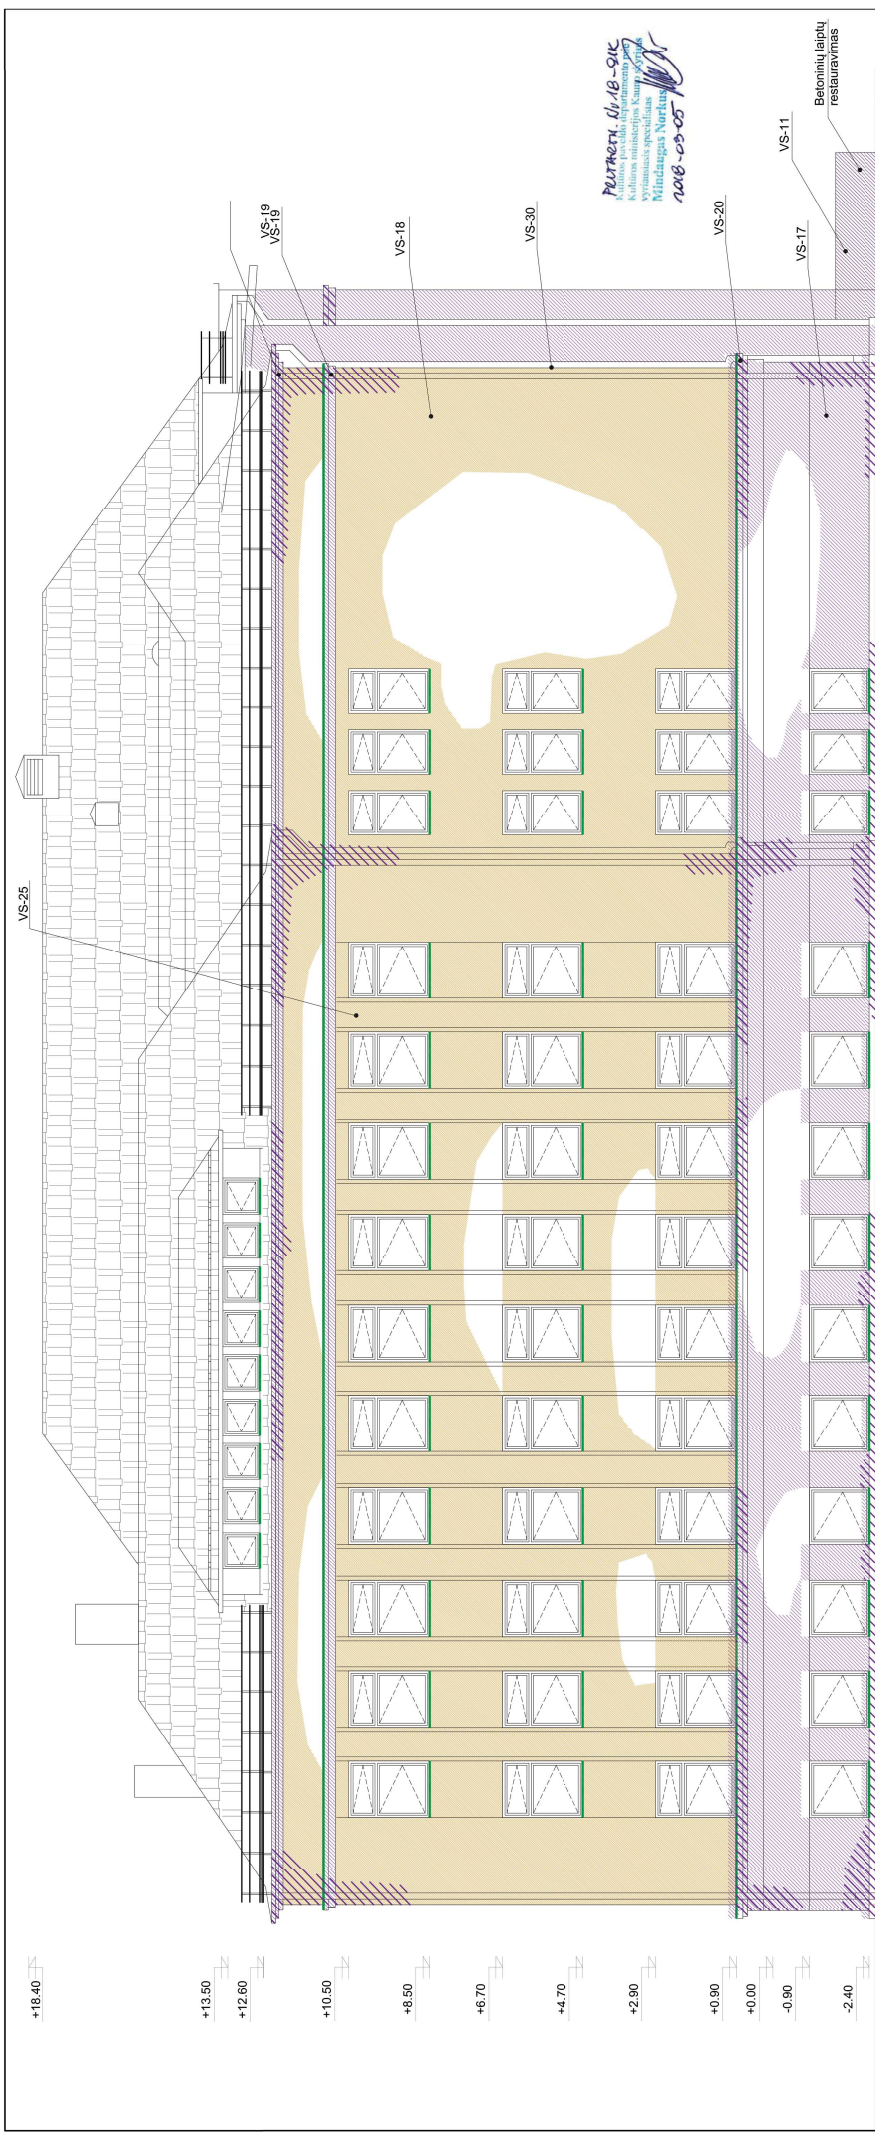 VS-25
VS-19
VS-19
VS-18
VS-30
VS-20
VS-17
VS-11
Betoninių laiptų
restauravimas
Kultūros paveldo departamento prie
Kultūros ministerijos Kauno skyriaus
vyriausiasis specialistas
Mindaugas Norkus
2018-03-05
+18.40
+13.50
+12.60
+10.50
+8.50
+6.70
+4.70
+2.90
+0.90
+0.00
-0.90
-2.40